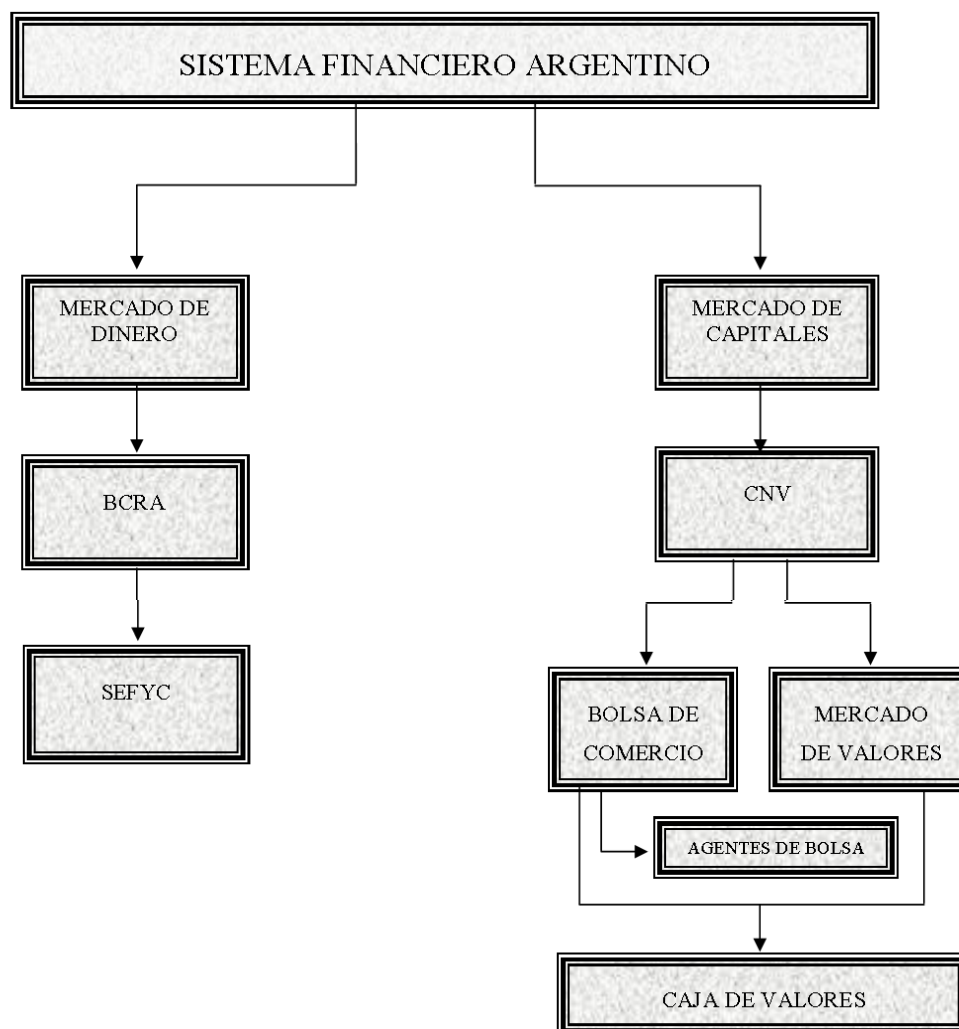 SISTEMA FINANCIERO ARGENTINO
MERCADO DE
DINERO
MERCADO DE
CAPITALES
BCRA
CNV
SEFYC
BOLSA DE
COMERCIO
MERCADO
DE VALORES
AGENTES DE BOLSA
CAJA DE VALORES